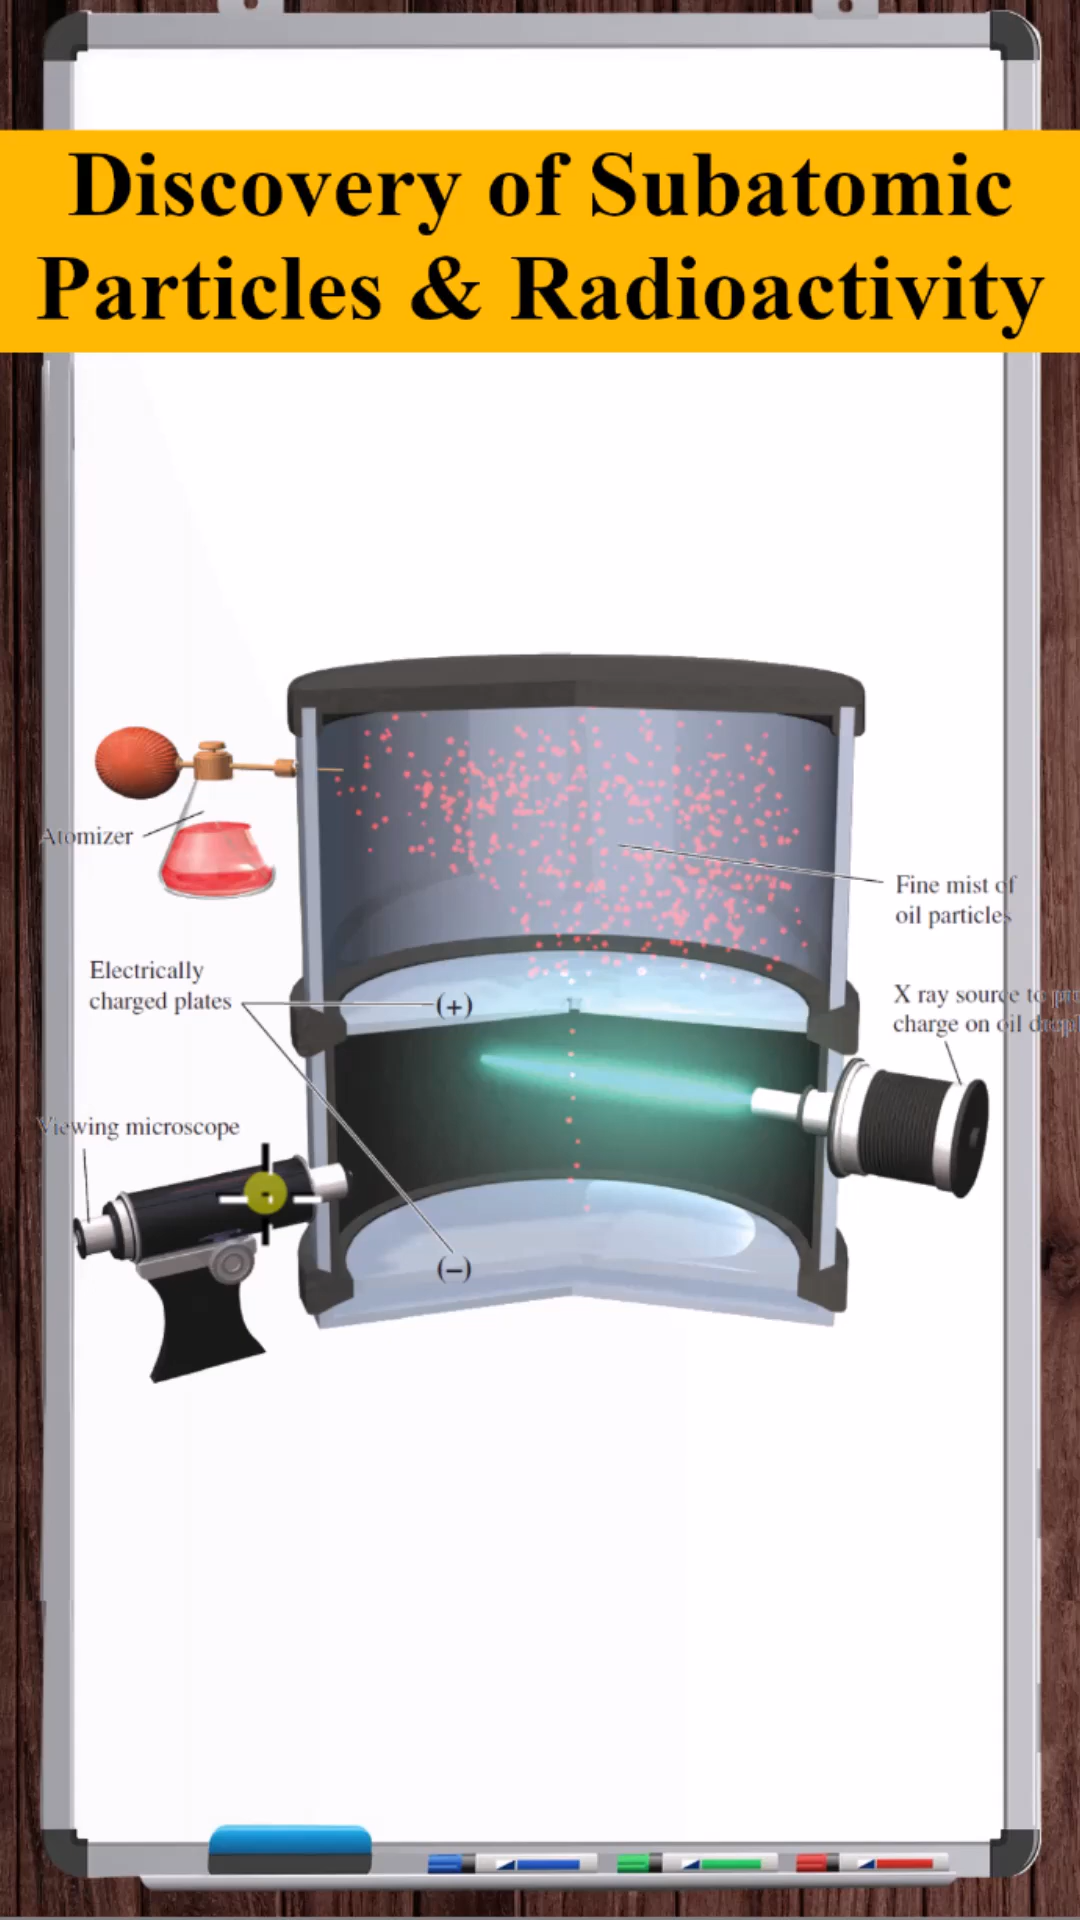 Discovery of Subatomic
Particles & Radioactivity
Atomizer
Fine mist of
oil particles
Electrically
charged plates
(+)
X ray source to
charge on oil
Viewing microscope
(−)